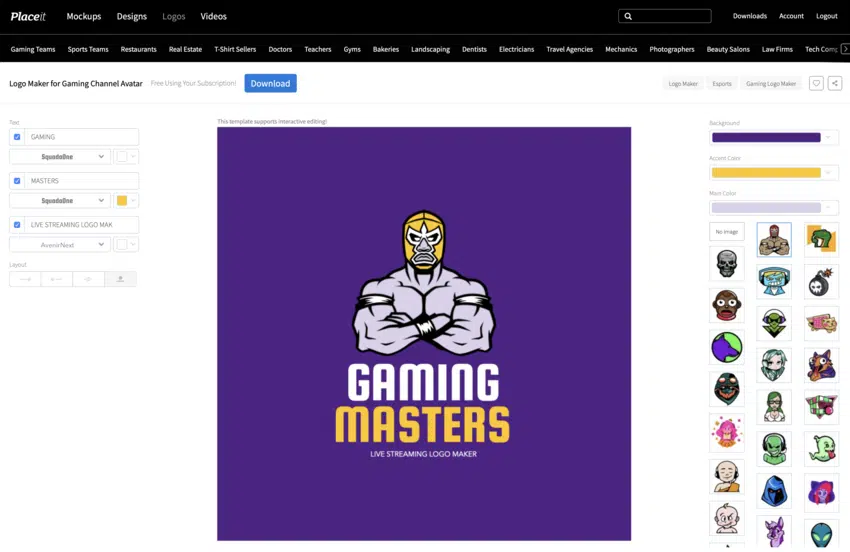 Placeit
Mockups
Designs
Logos
Videos
Downloads
Account
Logout
Gaming Teams
Sports Teams
Restaurants
Real Estate
T-Shirt Sellers
Doctors
Teachers
Gyms
Bakeries
Landscaping
Dentists
Electricians
Travel Agencies
Mechanics
Photographers
Beauty Salons
Law Firms
Tech Comp
Logo Maker for Gaming Channel Avatar
Free Using Your Subscription!
Download
Logo Maker
Esports
Gaming Logo Maker
Text
GAMING
SquadaOne
MASTERS
SquadaOne
LIVE STREAMING LOGO MAK
AvenirNext
Layout
This template supports interactive editing!
GAMING
MASTERS
LIVE STREAMING LOGO MAKER
Background
Accent Color
Main Color
No image